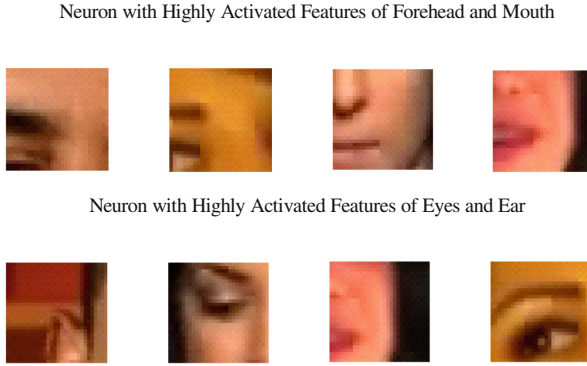 Neuron with Highly Activated Features of Forehead and Mouth
Neuron with Highly Activated Features of Eyes and Ear